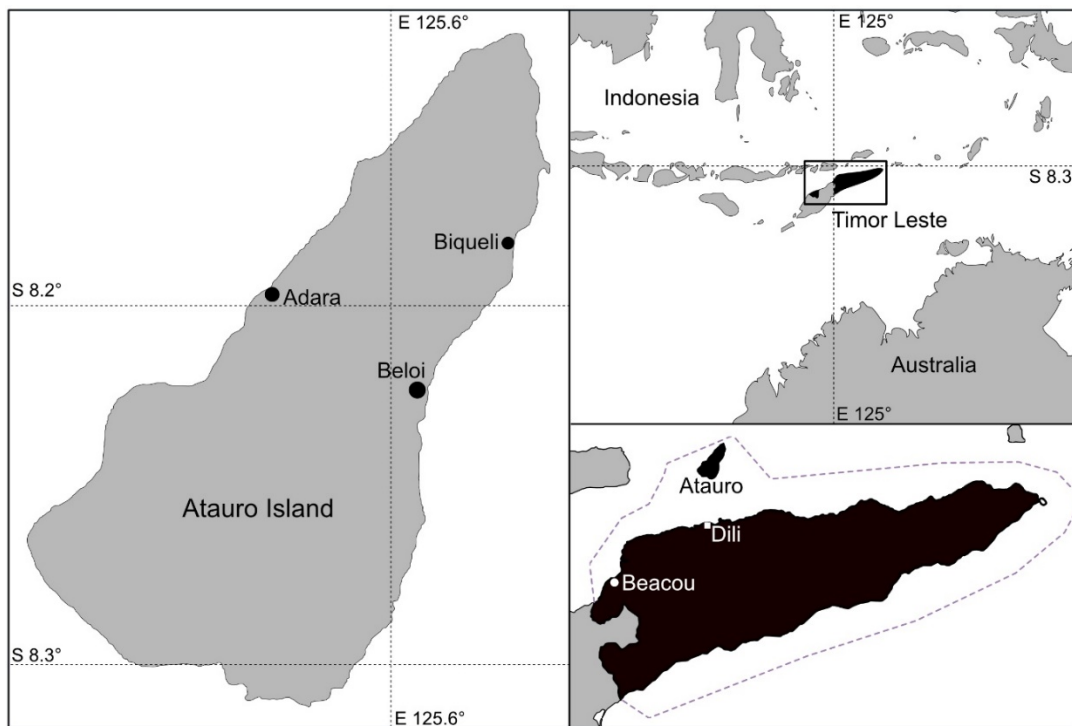 E 125.6°
Biqueli
Adara
S 8.2°
Beloi
Atauro Island
S 8.3°
E 125.6°
E 125°
Indonesia
S 8.3
Timor Leste
Australia
E 125°
Atauro
Dili
Beacou